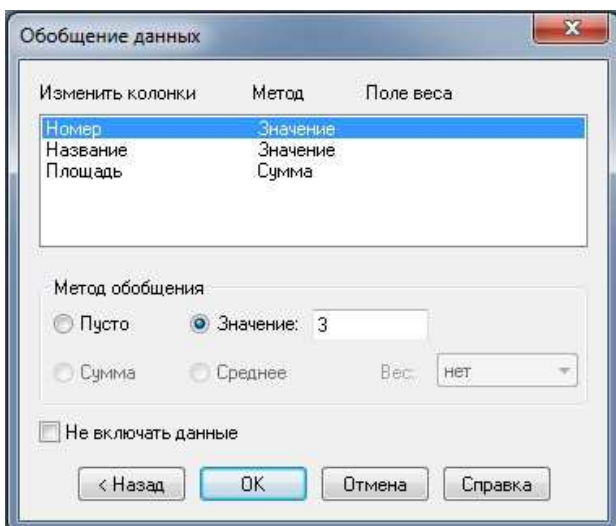 Обобщение данных
Изменить колонки Метод Поле веса
Номер Значение
Название Значение
Площадь Сумма
Метод обобщения
Пусто Значение: 3
Сумма Среднее Вес: нет
Не включать данные
< Назад OK Отмена Справка